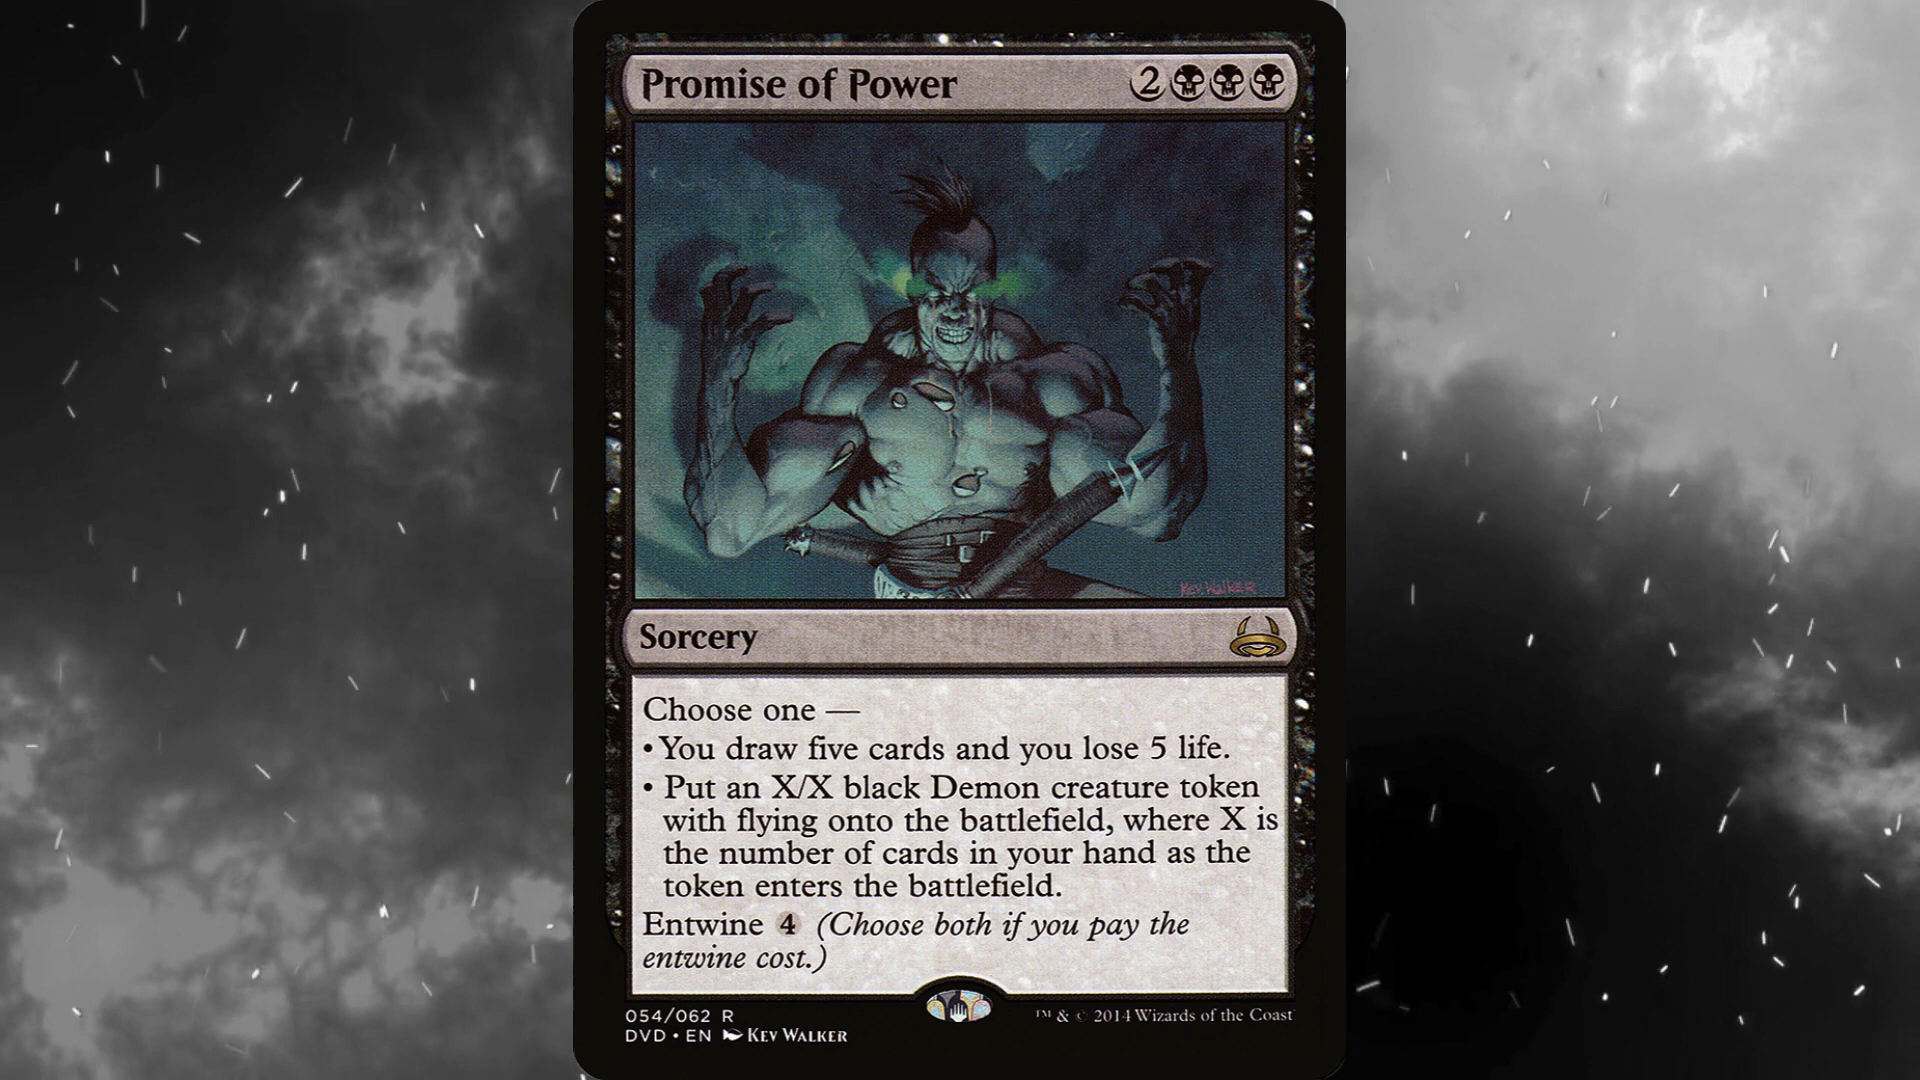 Promise of Power 2
Kev. Walker
Sorcery
Choose one —
• You draw five cards and you lose 5 life.
• Put an X/X black Demon creature token
with flying onto the battlefield, where X is
the number of cards in your hand as the
token enters the battlefield.
Entwine 4 (Choose both if you pay the
entwine cost.)
054/062 R
™ & © 2014 Wizards of the Coast
DVD • EN Kev Walker